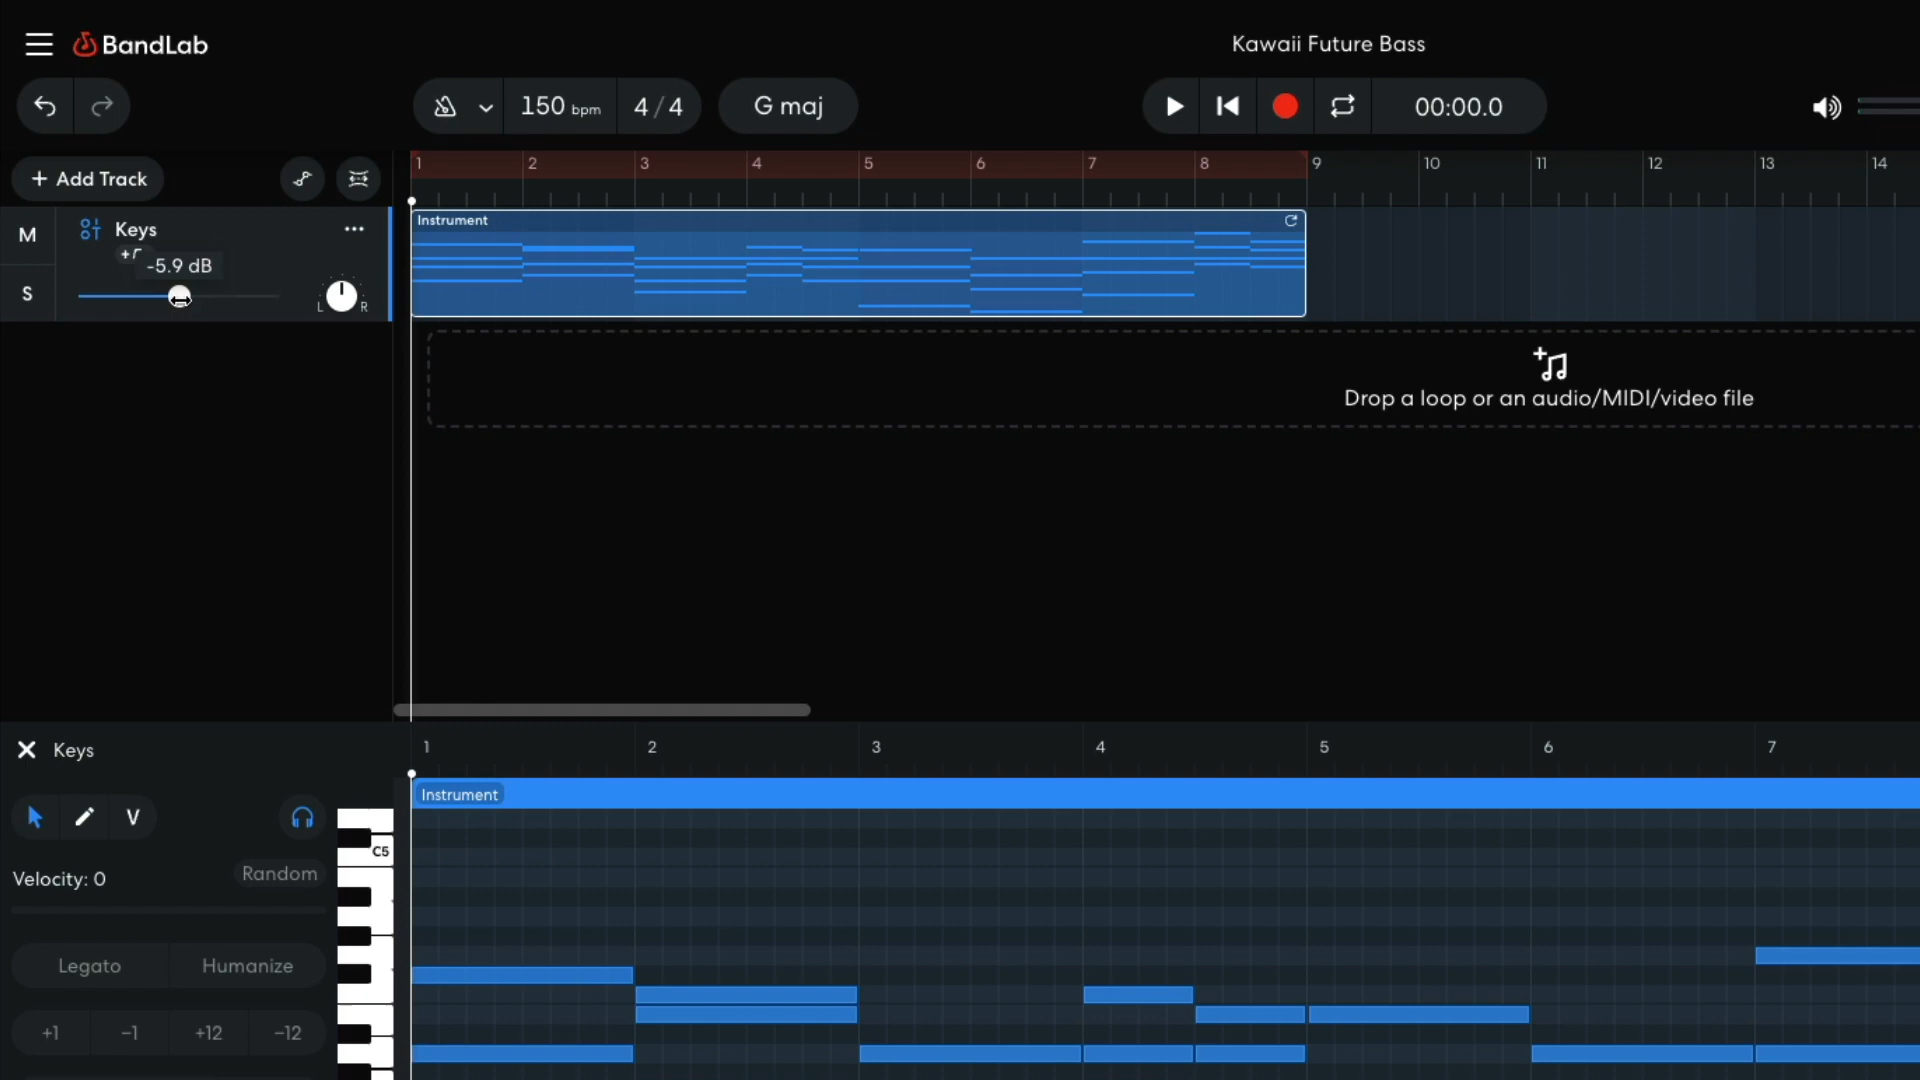 BandLab
Kawaii Future Bass
150 bpm
4 / 4
G maj
00:00.0
+ Add Track
1 2 3 4 5 6 7 8 9 10 11 12 13 14
M
Keys
-5.9 dB
S
L R
Instrument
Drop a loop or an audio/MIDI/video file
Keys
1 2 3 4 5 6 7
Instrument
V
C5
Velocity: 0
Random
Legato
Humanize
+1 -1 +12 -12